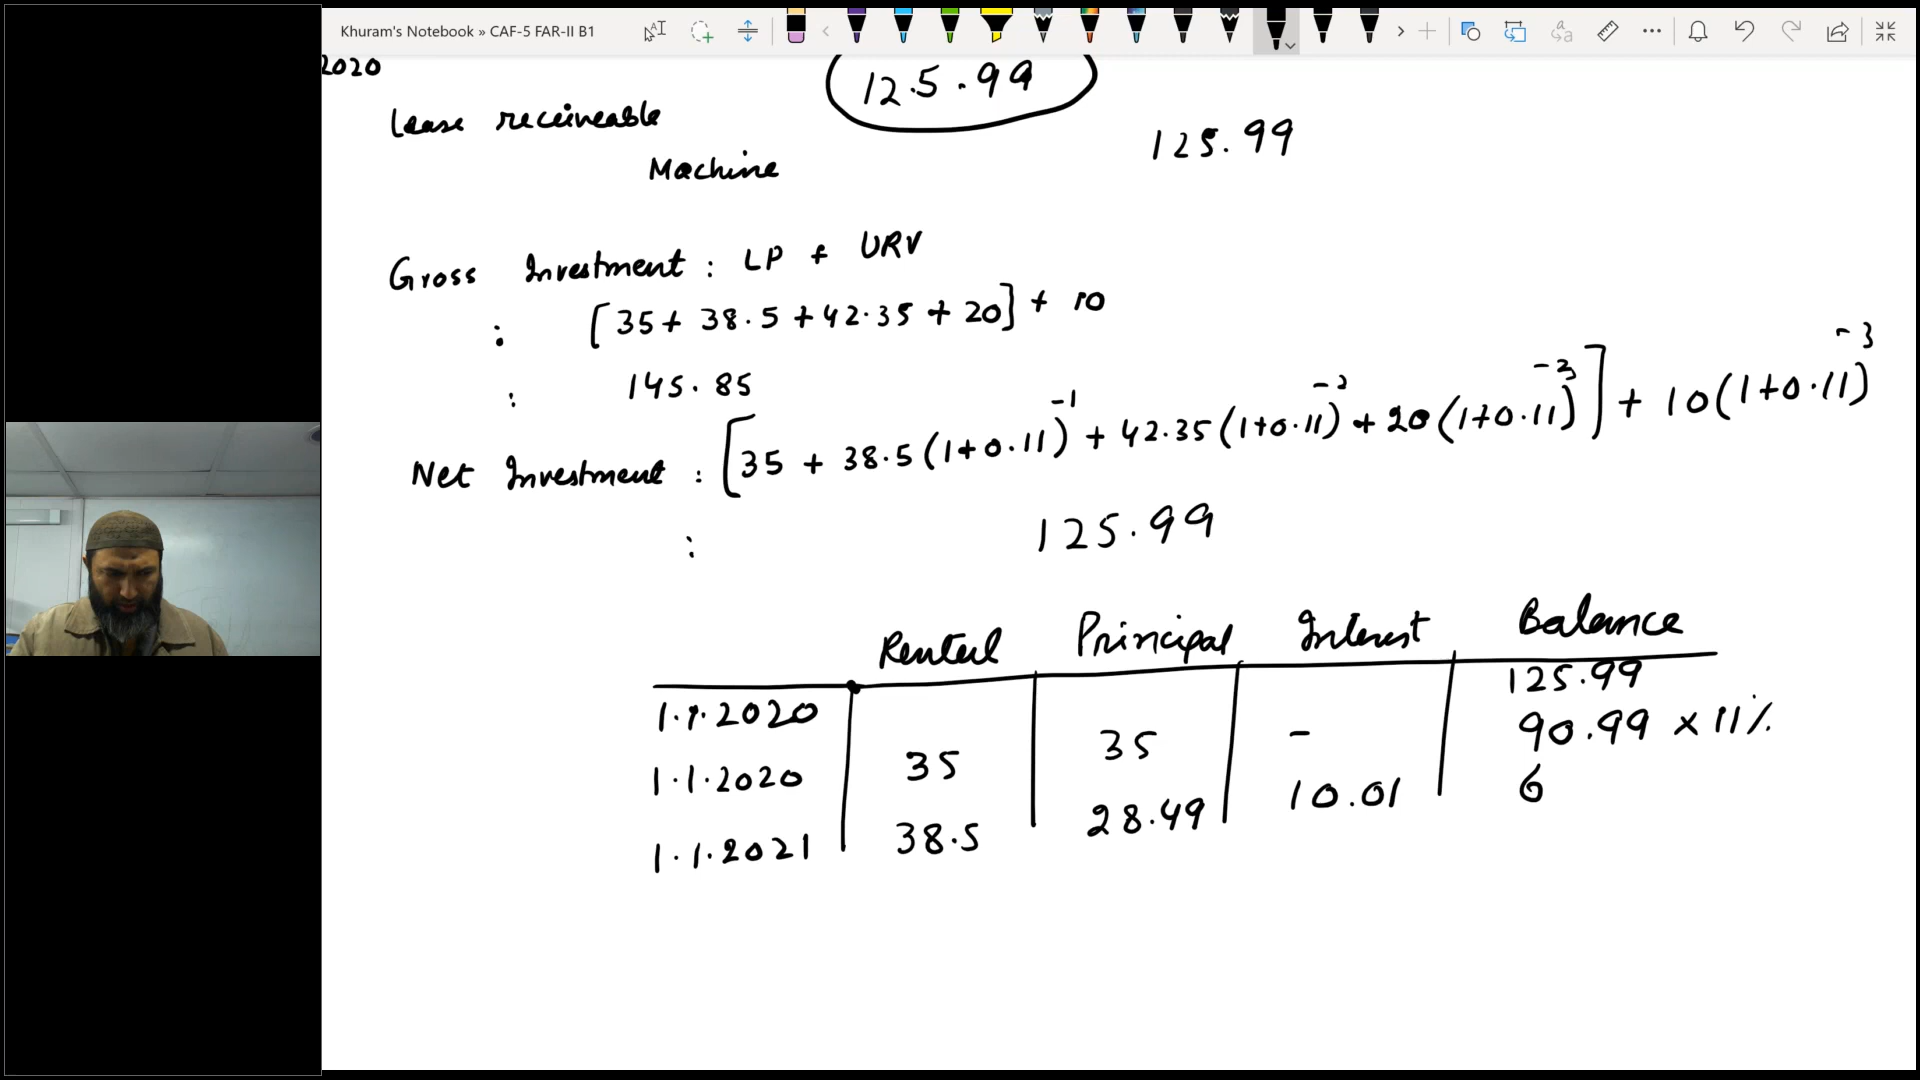 Khuram's Notebook » CAF-5 FAR-II B1
2020
125.99
Lease receiveable
125.99
Machine
Gross Investment : LP + URV
: [35 + 38.5 + 42.35 + 20] + 10
: 145.85
Net Investment : [35 + 38.5 (1+0.11)^-1 + 42.35 (1+0.11)^-2 + 20 (1+0.11)^-3] + 10 (1+0.11)^-3
: 125.99
Rental Principal Interest Balance
1.1.2020 125.99
1.1.2020 35 35 - 90.99 x 11%
1.1.2021 38.5 28.49 10.01 6